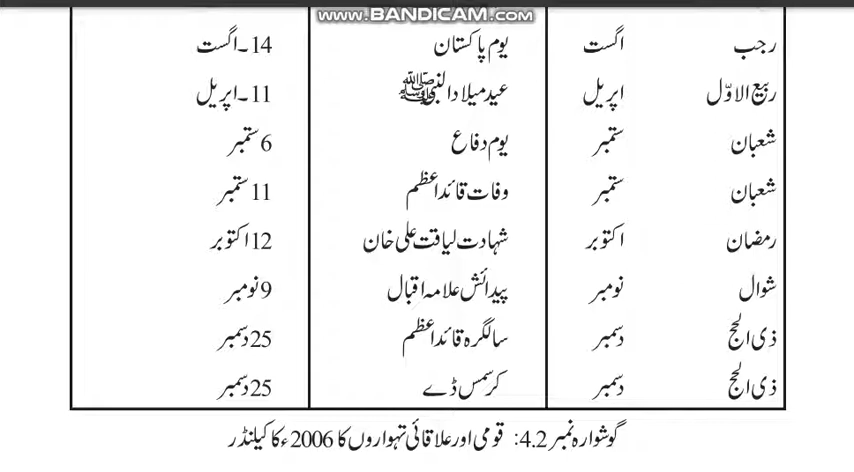 www.BANDICAM.com
رجب اگست یوم پاکستان 14۔اگست
ربیع الاوّل اپریل عید میلاد النبیﷺ 11۔اپریل
شعبان ستمبر یوم دفاع 6 ستمبر
شعبان ستمبر وفات قائداعظم 11 ستمبر
رمضان اکتوبر شہادت لیاقت علی خان 12 اکتوبر
شوال نومبر پیدائش علامہ اقبال 9 نومبر
ذی الحج دسمبر سالگرہ قائداعظم 25 دسمبر
ذی الحج دسمبر کرسمس ڈے 25 دسمبر
گوشوارہ نمبر 4.2: قومی اور علاقائی تہواروں کا 2006ء کا کیلنڈر